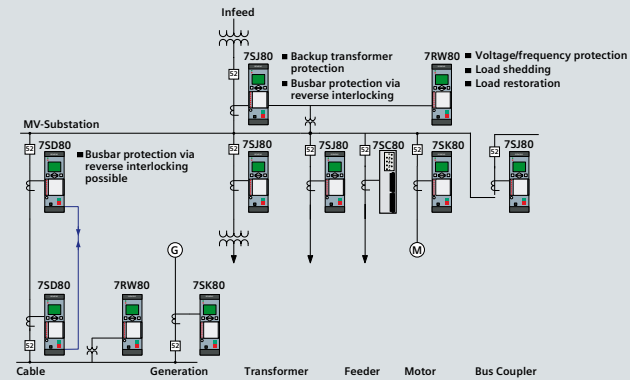 Infeed
52
7SJ80
■ Backup transformer
protection
■ Busbar protection via
reverse interlocking
7RW80
■ Voltage/frequency protection
■ Load shedding
■ Load restoration
MV-Substation
52
7SD80
■ Busbar protection via
reverse interlocking
possible
52
7SJ80
52
7SJ80
52
7SC80
52
7SK80
52
7SJ80
G
M
7SD80
52
7RW80
7SK80
52
Cable
Generation
Transformer
Feeder
Motor
Bus Coupler